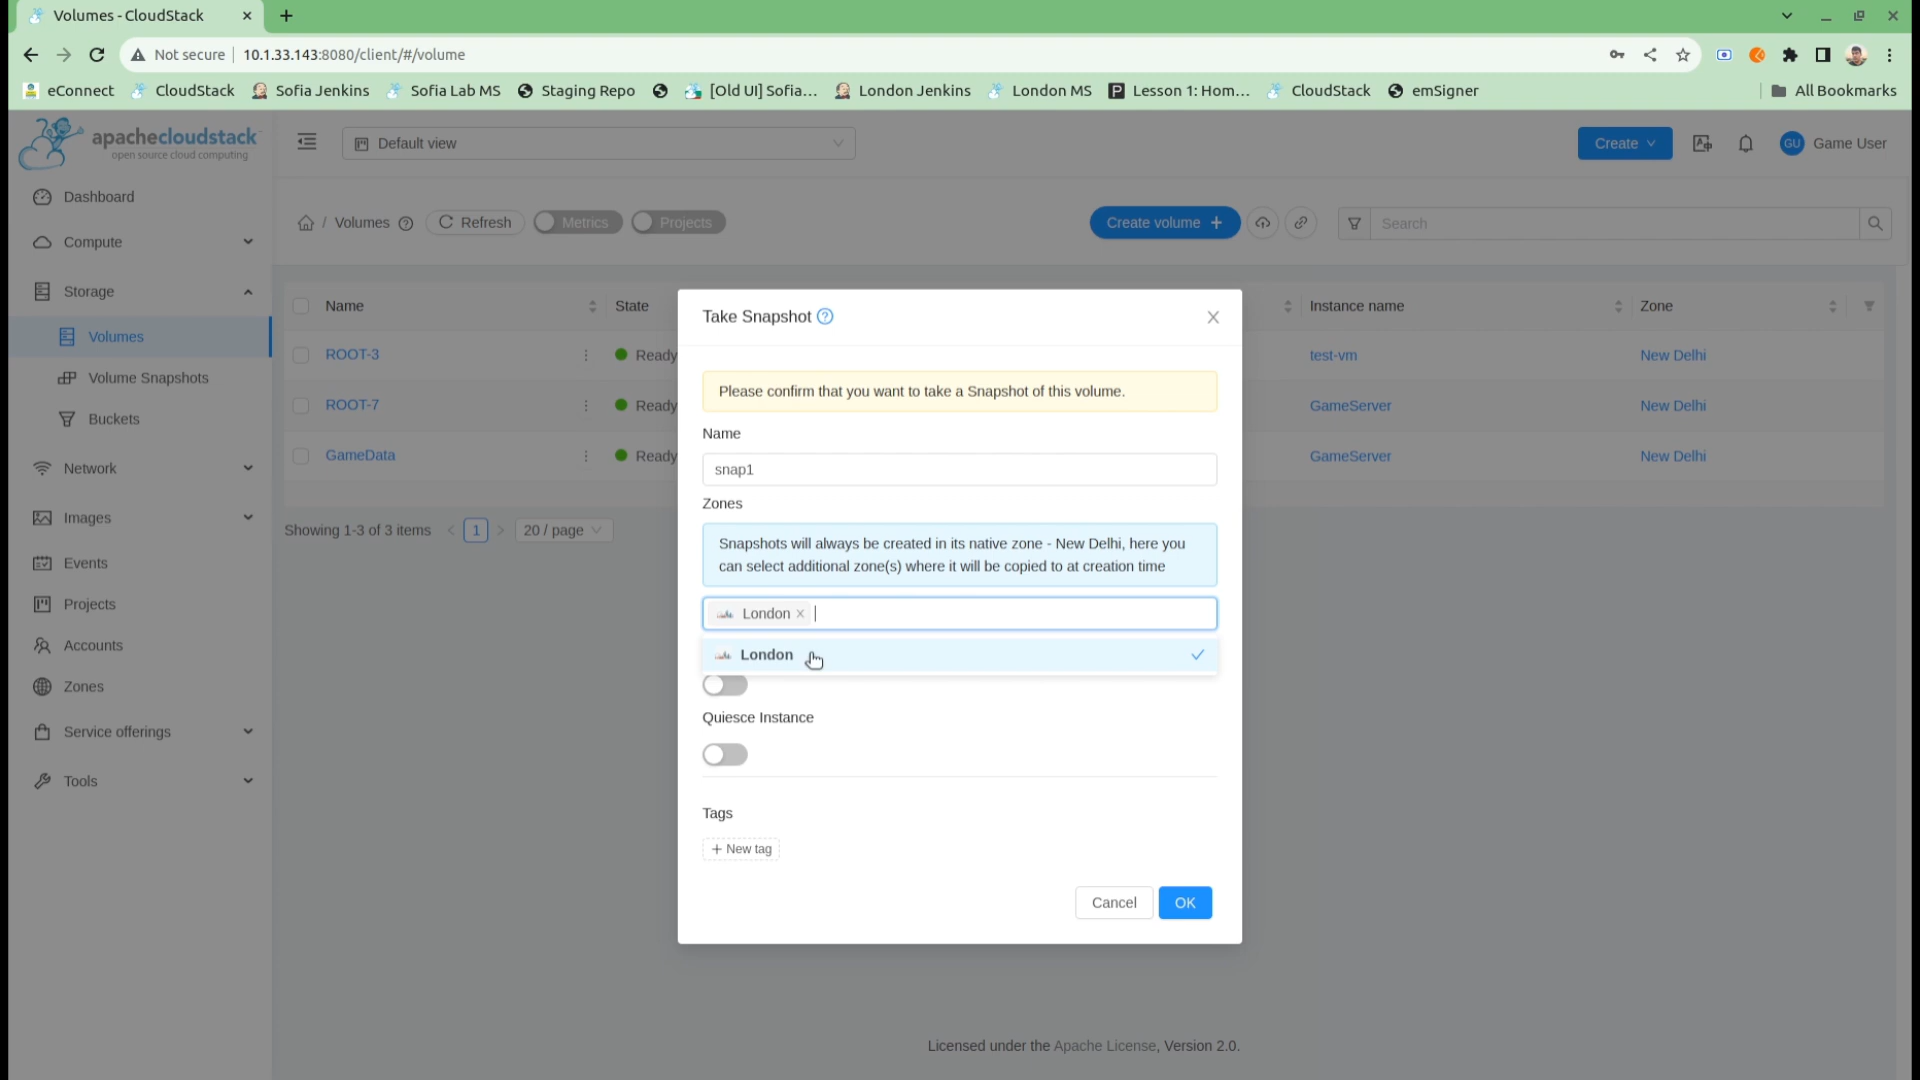 Volumes - CloudStack
Not secure
10.1.33.143:8080/client/#/volume
eConnect
CloudStack
Sofia Jenkins
Sofia Lab MS
Staging Repo
[Old UI] Sofia...
London Jenkins
London MS
Lesson 1: Hom...
CloudStack
emSigner
All Bookmarks
apachecloudstack
open source cloud computing
Default view
Create
GU
Game User
Dashboard
Compute
Storage
Volumes
Volume Snapshots
Buckets
Network
Images
Events
Projects
Accounts
Zones
Service offerings
Tools
/ Volumes
Refresh
Metrics
Projects
Create volume +
Search
Name
State
Instance name
Zone
ROOT-3
Ready
test-vm
New Delhi
ROOT-7
Ready
GameServer
New Delhi
GameData
Ready
GameServer
New Delhi
Showing 1-3 of 3 items < 1 > 20 / page
Take Snapshot
Please confirm that you want to take a Snapshot of this volume.
Name
snap1
Zones
Snapshots will always be created in its native zone - New Delhi, here you
can select additional zone(s) where it will be copied to at creation time
London
London
Quiesce Instance
Tags
+ New tag
Cancel
OK
Licensed under the Apache License, Version 2.0.